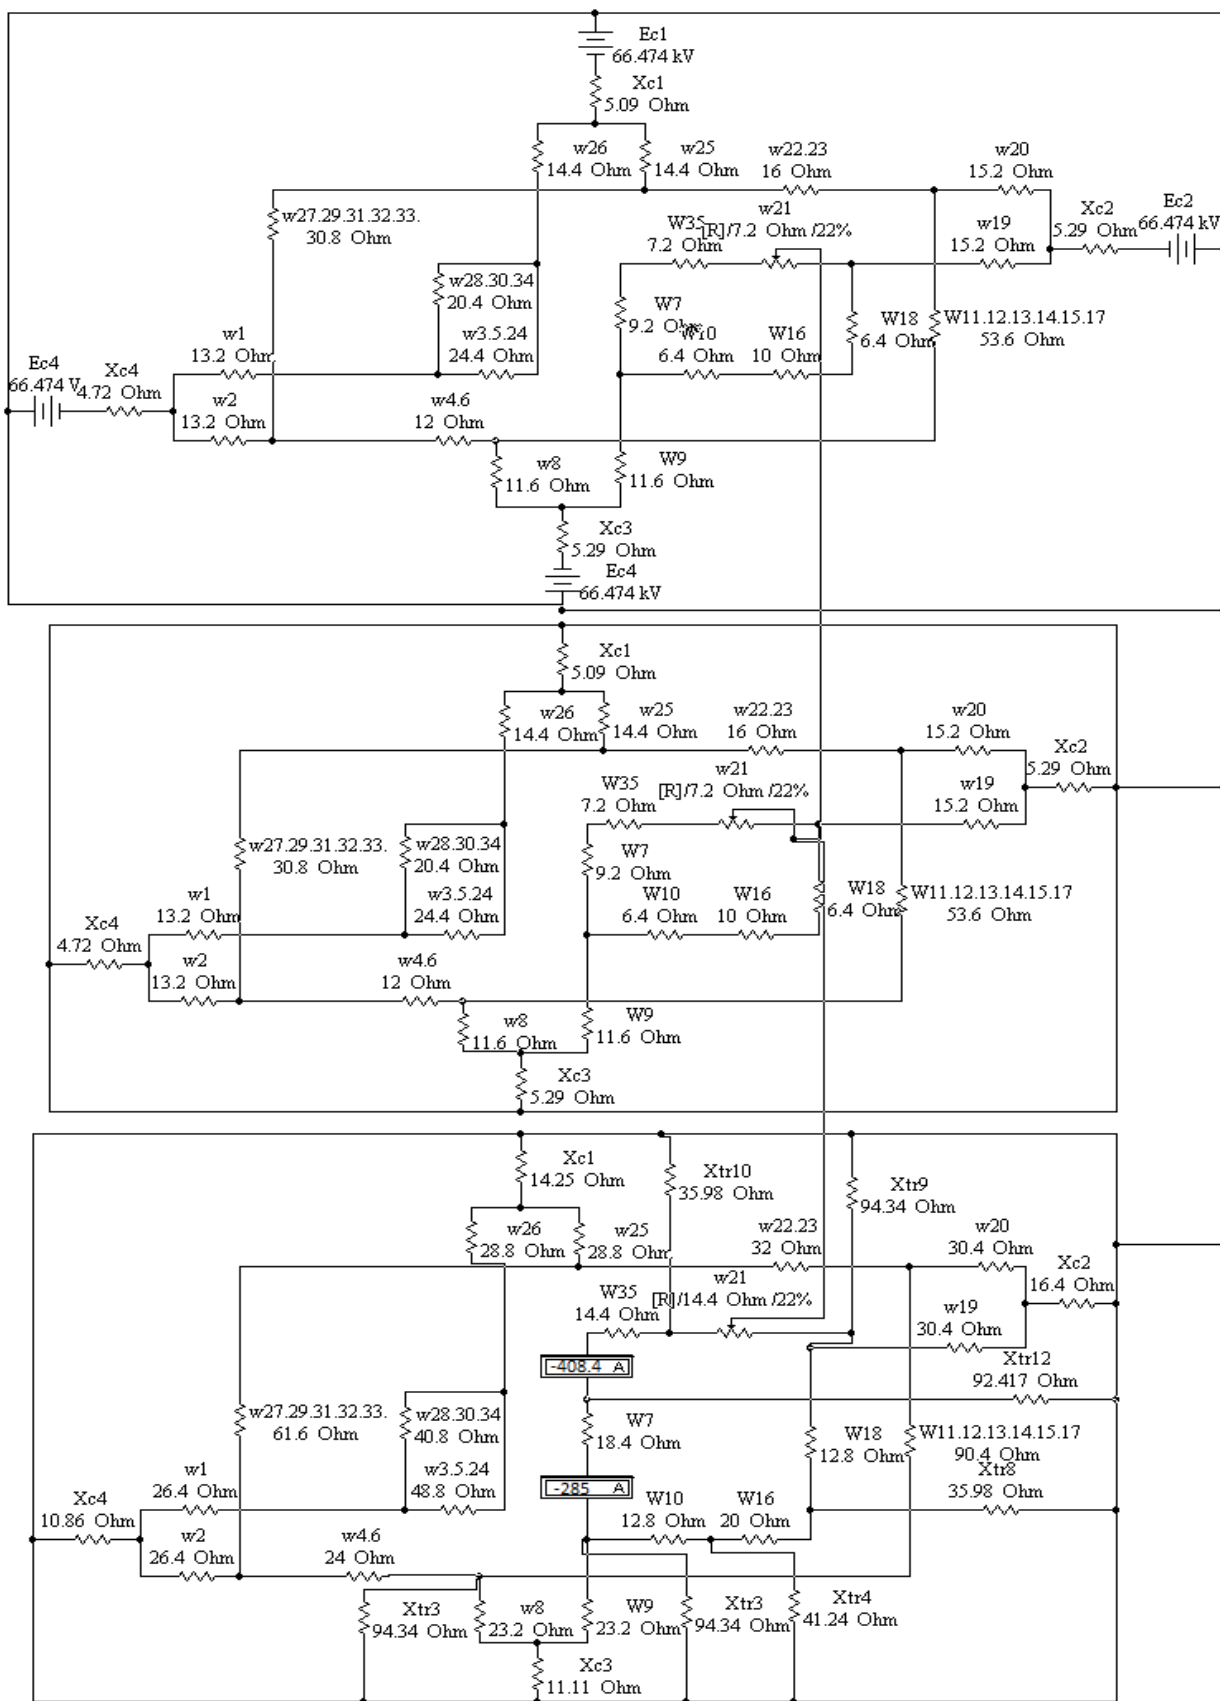 Ec1
66.474 kV
Xc1
5.09 Ohm
w26
14.4 Ohm
w25
14.4 Ohm
w22.23
16 Ohm
w20
15.2 Ohm
w27.29.31.32.33.
30.8 Ohm
W35
7.2 Ohm
w21
[R]/7.2 Ohm /22%
w19
15.2 Ohm
Xc2
5.29 Ohm
Ec2
66.474 kV
w28.30.34
20.4 Ohm
W7
9.2 Ohm
w1
13.2 Ohm
w3.5.24
24.4 Ohm
W10
6.4 Ohm
W16
10 Ohm
W18
6.4 Ohm
W11.12.13.14.15.17
53.6 Ohm
Ec4
66.474 V
Xc4
4.72 Ohm
w2
13.2 Ohm
w4.6
12 Ohm
w8
11.6 Ohm
W9
11.6 Ohm
Xc3
5.29 Ohm
Ec4
66.474 kV
Xc1
5.09 Ohm
w26
14.4 Ohm
w25
14.4 Ohm
w22.23
16 Ohm
w20
15.2 Ohm
Xc2
5.29 Ohm
W35
7.2 Ohm
w21
[R]/7.2 Ohm /22%
w19
15.2 Ohm
w27.29.31.32.33.
30.8 Ohm
w28.30.34
20.4 Ohm
W7
9.2 Ohm
w1
13.2 Ohm
w3.5.24
24.4 Ohm
W10
6.4 Ohm
W16
10 Ohm
W18
6.4 Ohm
W11.12.13.14.15.17
53.6 Ohm
Xc4
4.72 Ohm
w2
13.2 Ohm
w4.6
12 Ohm
w8
11.6 Ohm
W9
11.6 Ohm
Xc3
5.29 Ohm
Xc1
14.25 Ohm
Xtr10
35.98 Ohm
Xtr9
94.34 Ohm
w26
28.8 Ohm
w25
28.8 Ohm
w22.23
32 Ohm
w20
30.4 Ohm
Xc2
16.4 Ohm
W35
14.4 Ohm
w21
[R]/14.4 Ohm /22%
w19
30.4 Ohm
-408.4 A
Xtr12
92.417 Ohm
w27.29.31.32.33.
61.6 Ohm
w28.30.34
40.8 Ohm
W7
18.4 Ohm
W18
12.8 Ohm
W11.12.13.14.15.17
90.4 Ohm
w1
26.4 Ohm
w3.5.24
48.8 Ohm
-285 A
Xtr8
35.98 Ohm
Xc4
10.86 Ohm
W10
12.8 Ohm
W16
20 Ohm
w2
26.4 Ohm
w4.6
24 Ohm
Xtr3
94.34 Ohm
w8
23.2 Ohm
W9
23.2 Ohm
Xtr3
94.34 Ohm
Xtr4
41.24 Ohm
Xc3
11.11 Ohm